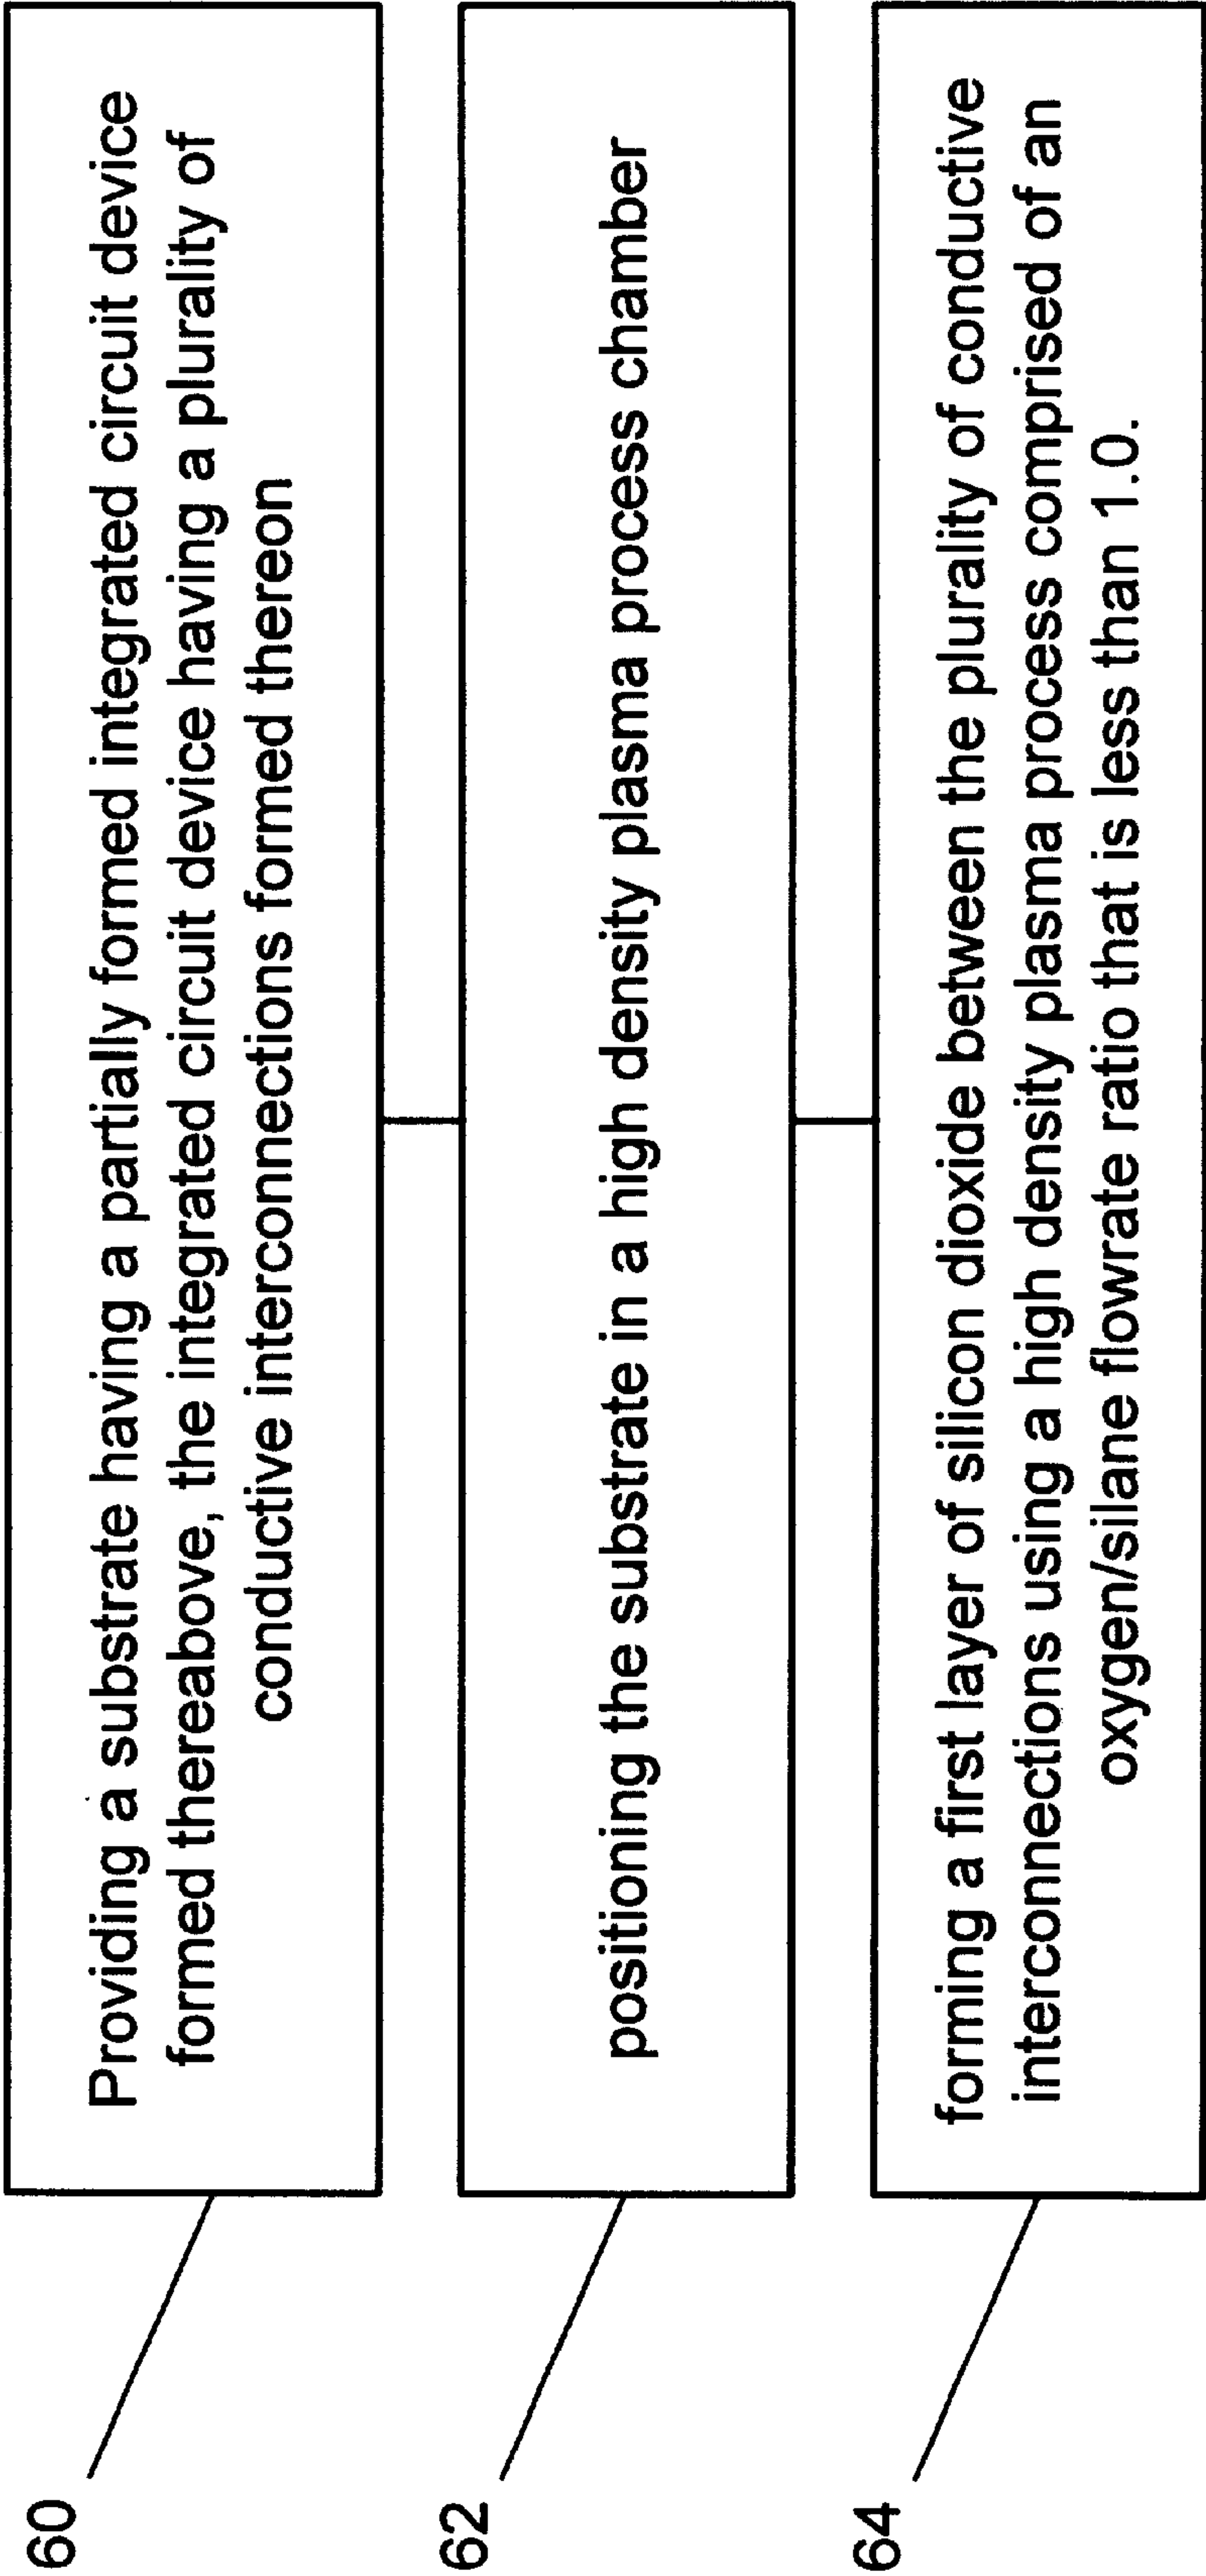 60
Providing a substrate having a partially formed integrated circuit device
formed thereabove, the integrated circuit device having a plurality of
conductive interconnections formed thereon
62
positioning the substrate in a high density plasma process chamber
64
forming a first layer of silicon dioxide between the plurality of conductive
interconnections using a high density plasma process comprised of an
oxygen/silane flowrate ratio that is less than 1.0.